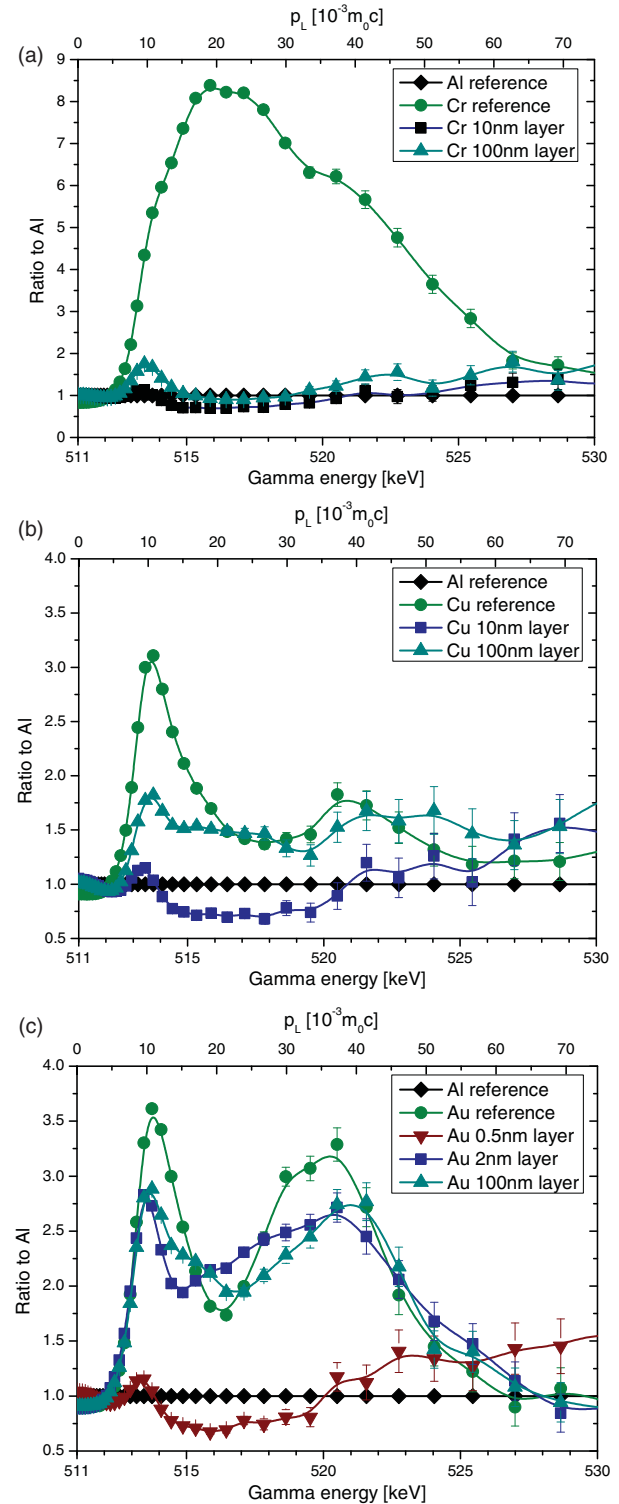 p_L [10^-3 m_0c]
0 10 20 30 40 50 60 70
(a)
Al reference
Cr reference
Cr 10nm layer
Cr 100nm layer
Ratio to Al
9
8
7
6
5
4
3
2
1
0
511 515 520 525 530
Gamma energy [keV]
p_L [10^-3 m_0c]
0 10 20 30 40 50 60 70
(b)
Al reference
Cu reference
Cu 10nm layer
Cu 100nm layer
Ratio to Al
4.0
3.5
3.0
2.5
2.0
1.5
1.0
0.5
511 515 520 525 530
Gamma energy [keV]
p_L [10^-3 m_0c]
0 10 20 30 40 50 60 70
(c)
Al reference
Au reference
Au 0.5nm layer
Au 2nm layer
Au 100nm layer
Ratio to Al
4.0
3.5
3.0
2.5
2.0
1.5
1.0
0.5
511 515 520 525 530
Gamma energy [keV]